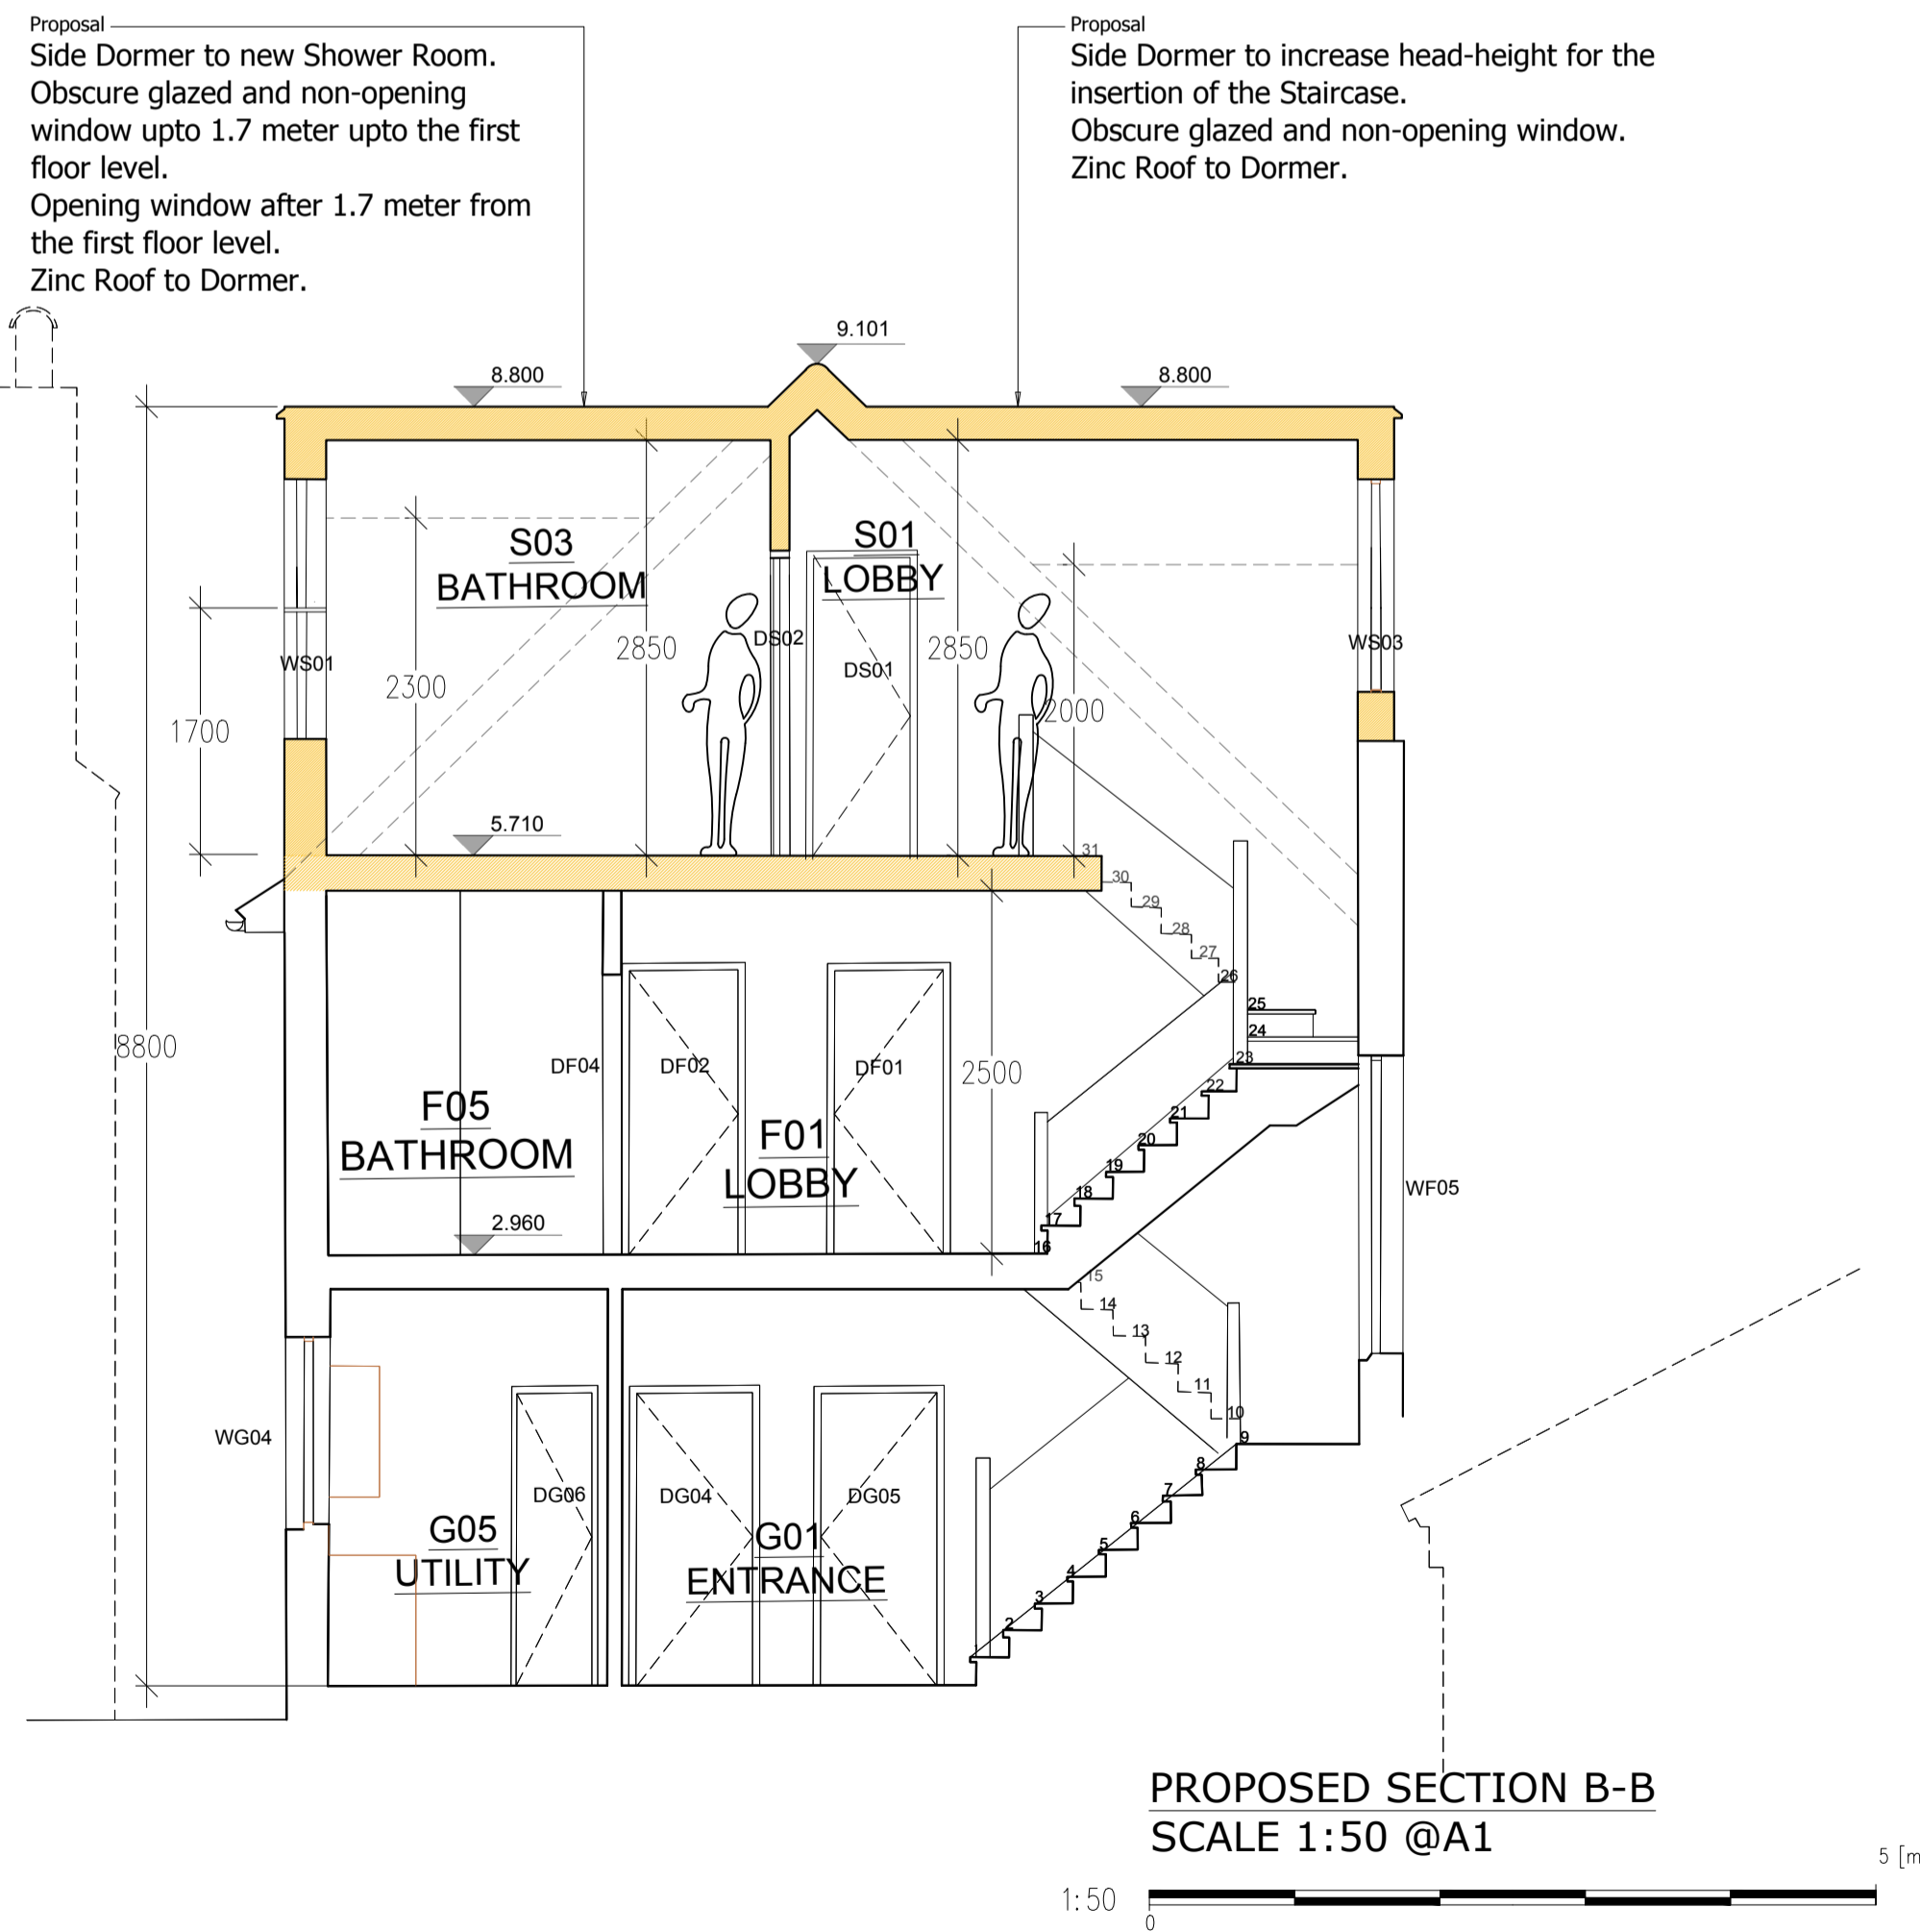 Proposal
Side Dormer to new Shower Room.
Obscure glazed and non-opening
window upto 1.7 meter upto the first
floor level.
Opening window after 1.7 meter from
the first floor level.
Zinc Roof to Dormer.
Proposal
Side Dormer to increase head-height for the
insertion of the Staircase.
Obscure glazed and non-opening window.
Zinc Roof to Dormer.
9.101
8.800
8.800
S03
BATHROOM
S01
LOBBY
WS01
DS02
DS01
WS03
2300
2850
2850
2000
1700
5.710
31
30
29
28
27
26
25
24
23
22
21
20
19
18
17
16
8800
DF04
DF02
DF01
2500
F05
BATHROOM
F01
LOBBY
WF05
2.960
15
14
13
12
11
10
9
8
7
6
5
4
3
2
1
WG04
DG06
DG04
DG05
G05
UTILITY
G01
ENTRANCE
PROPOSED SECTION B-B
SCALE 1:50 @A1
5 [m
1:50
0